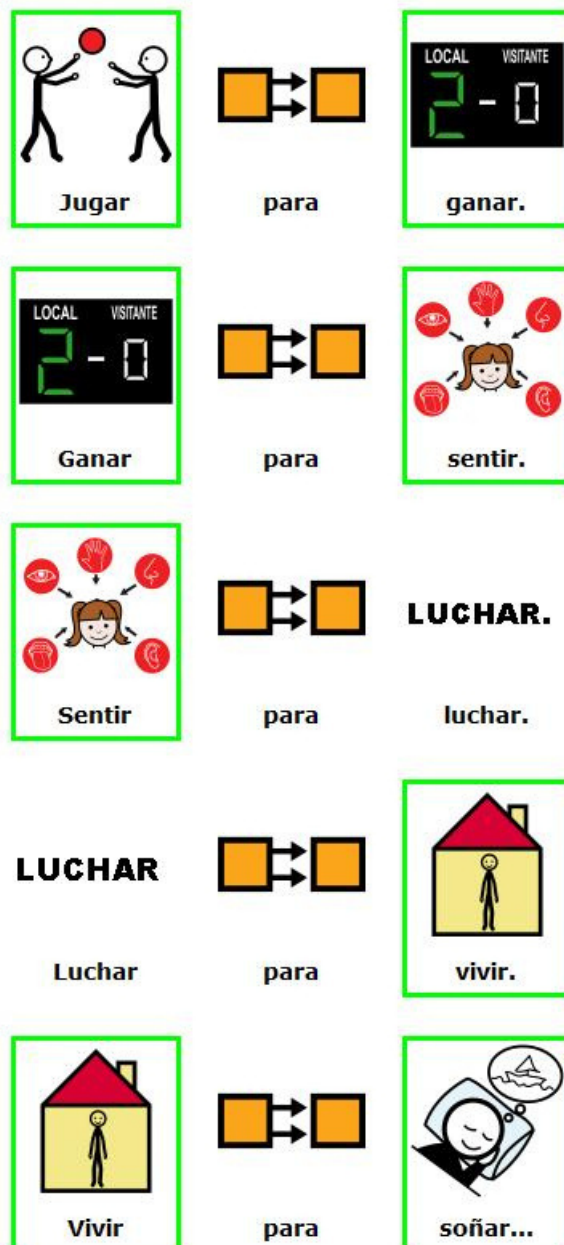 LOCAL VISITANTE
2 - 0
Jugar para ganar.
LOCAL VISITANTE
2 - 0
Ganar para sentir.
LUCHAR.
Sentir para luchar.
LUCHAR
Luchar para vivir.
Vivir para soñar...